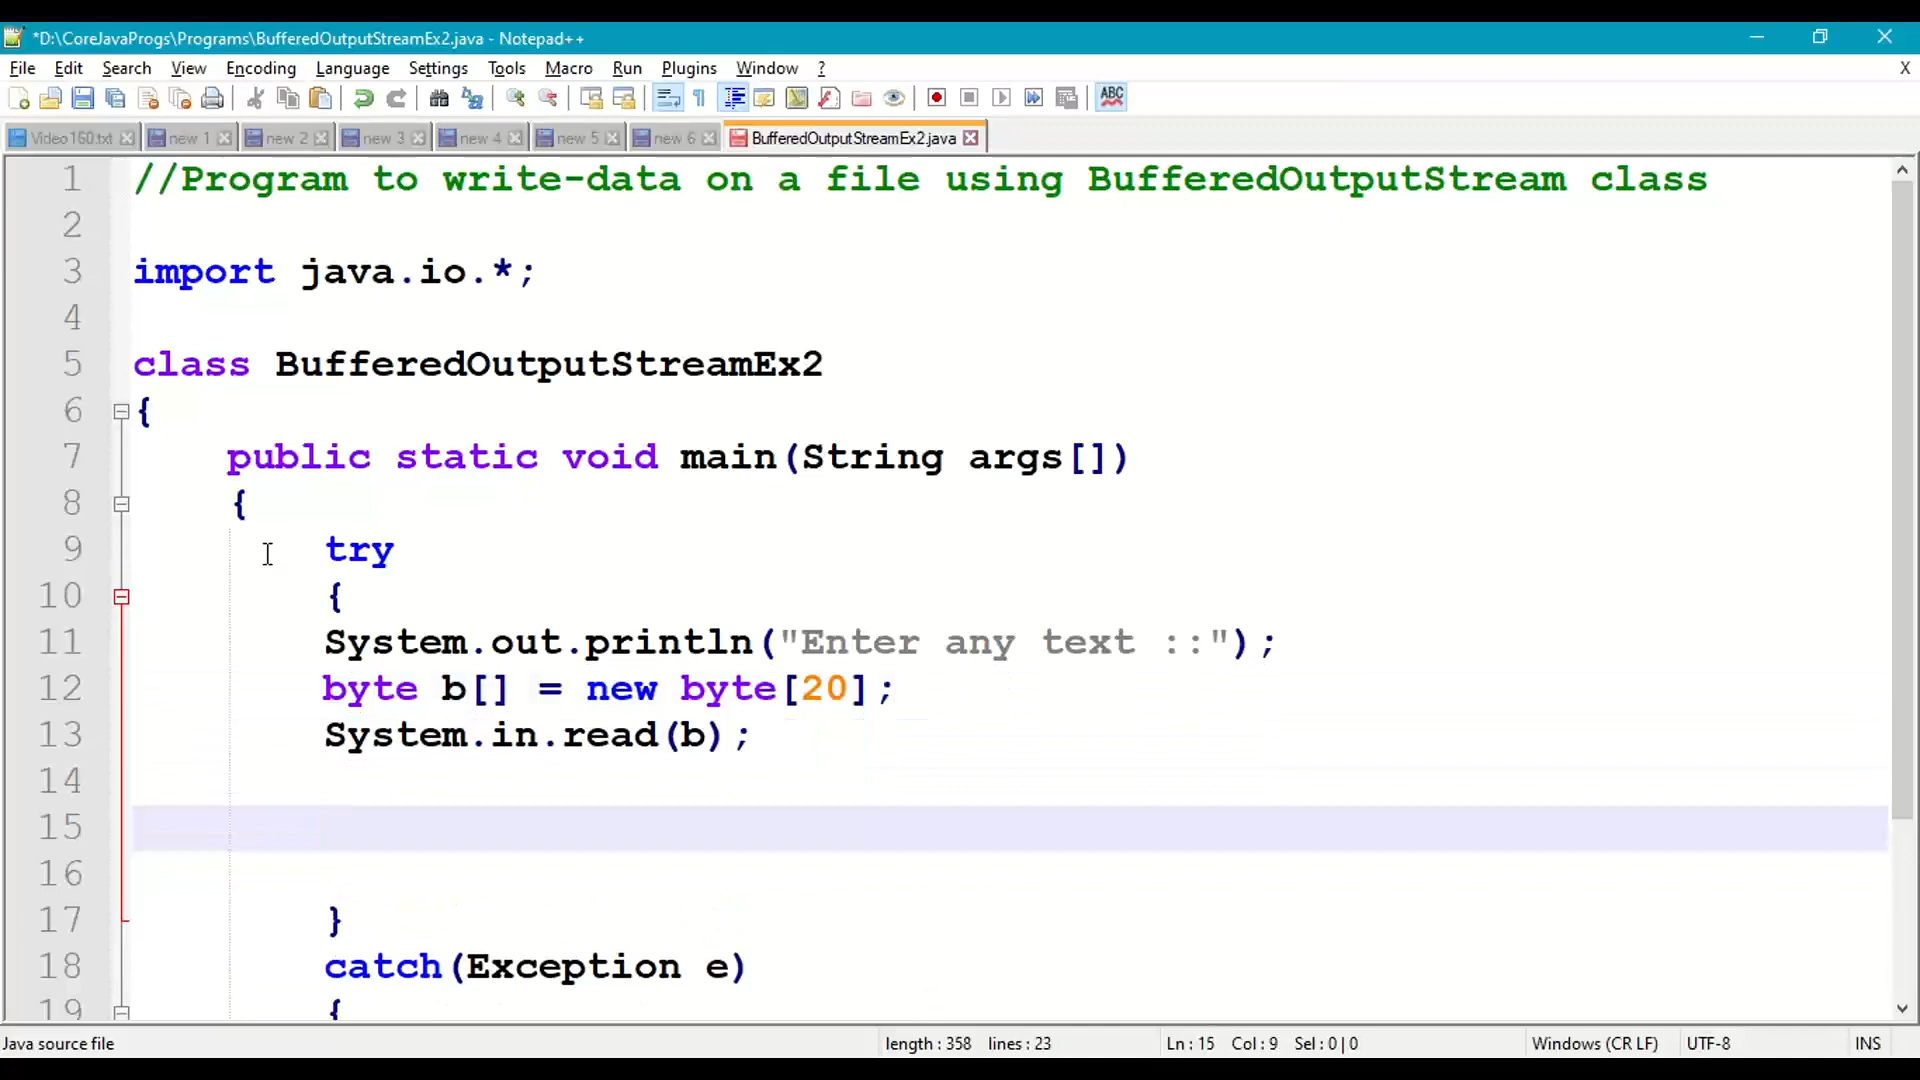 *D:\CoreJavaProgs\Programs\BufferedOutputStreamEx2.java - Notepad++
File Edit Search View Encoding Language Settings Tools Macro Run Plugins Window ? X
ABC
Video160.txt new 1 new 2 new 3 new 4 new 5 new 6 BufferedOutputStreamEx2.java
1 //Program to write-data on a file using BufferedOutputStream class
2
3 import java.io.*;
4
5 class BufferedOutputStreamEx2
6 {
7 public static void main(String args[])
8 {
9 try
10 {
11 System.out.println("Enter any text ::");
12 byte b[] = new byte[20];
13 System.in.read(b);
14
15
16
17 }
18 catch(Exception e)
19 {
Java source file length : 358 lines : 23 Ln : 15 Col : 9 Sel : 0 | 0 Windows (CR LF) UTF-8 INS